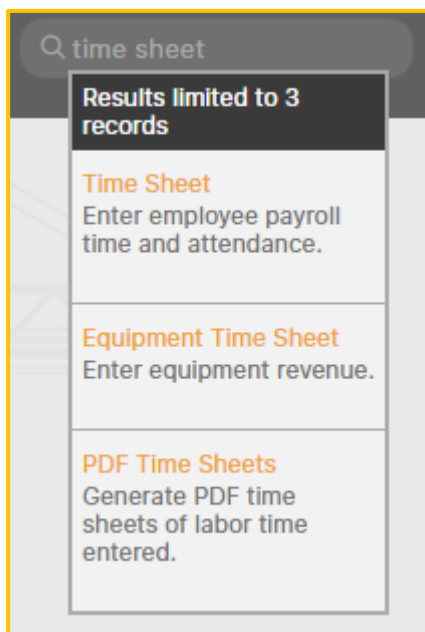 time sheet
Results limited to 3
records
Time Sheet
Enter employee payroll
time and attendance.
Equipment Time Sheet
Enter equipment revenue.
PDF Time Sheets
Generate PDF time
sheets of labor time
entered.